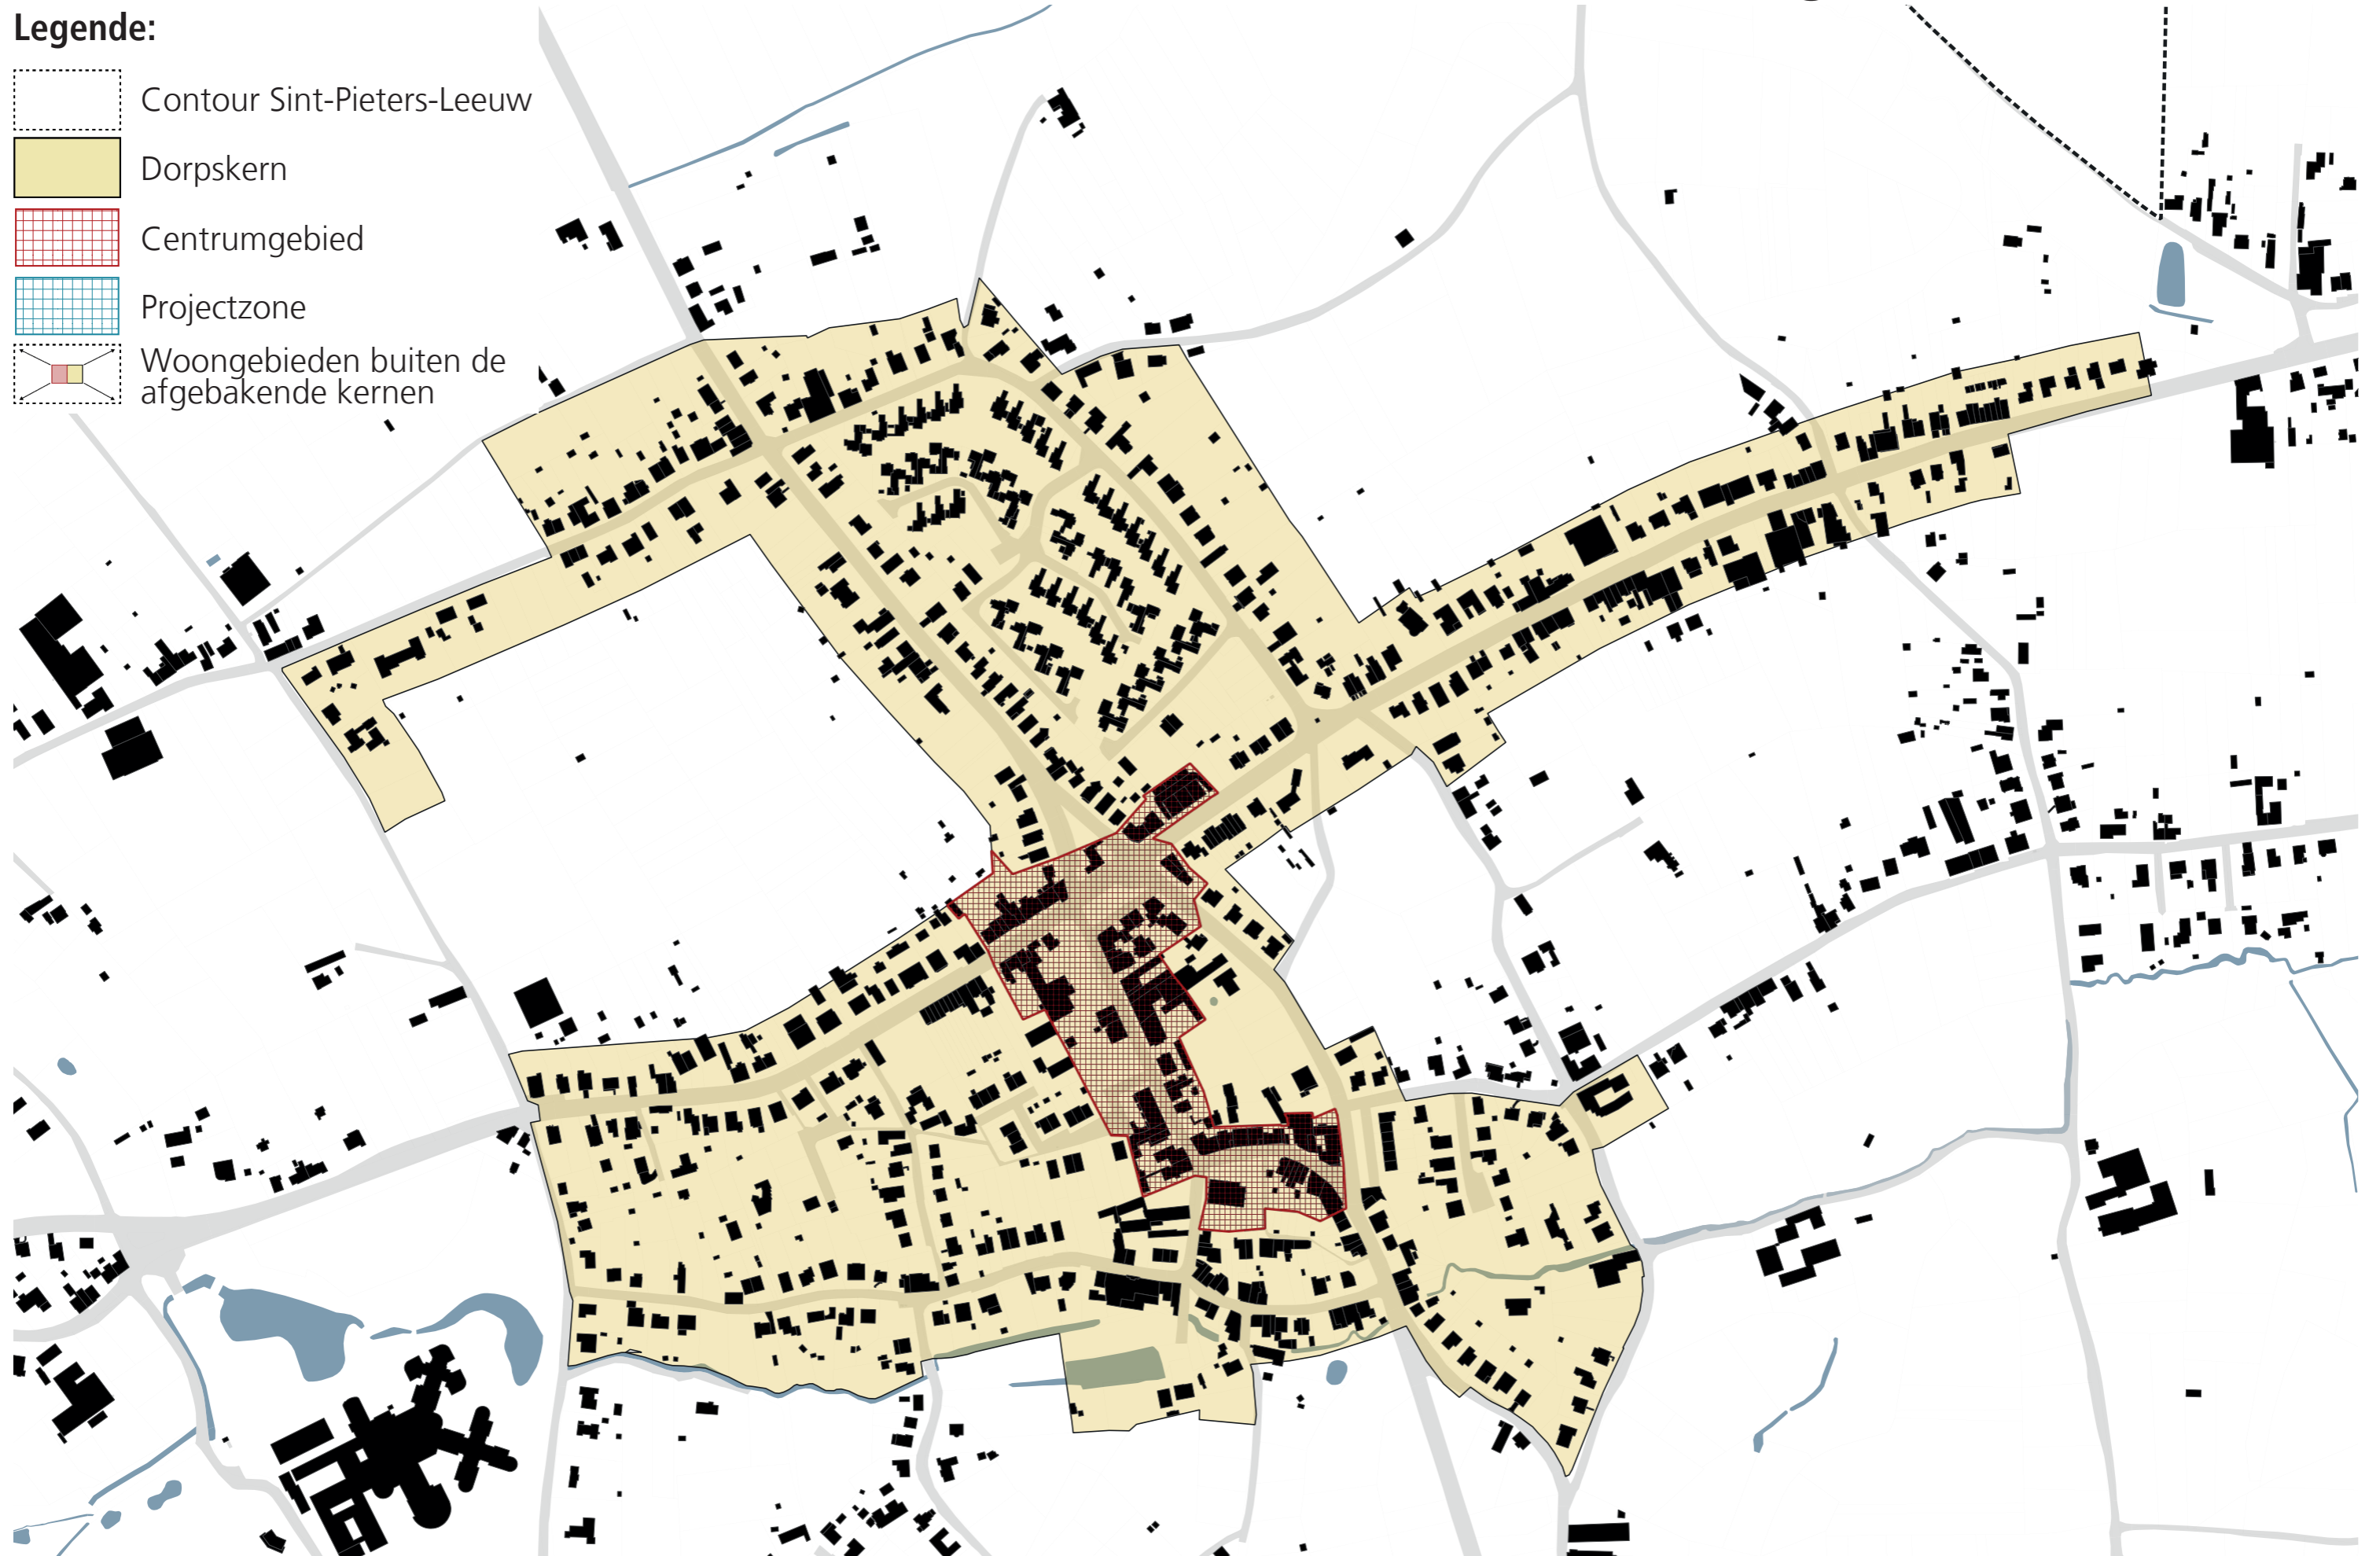 Legende:
Contour Sint-Pieters-Leeuw
Dorpskern
Centrumgebied
Projectzone
Woongebieden buiten de
afgebakende kernen